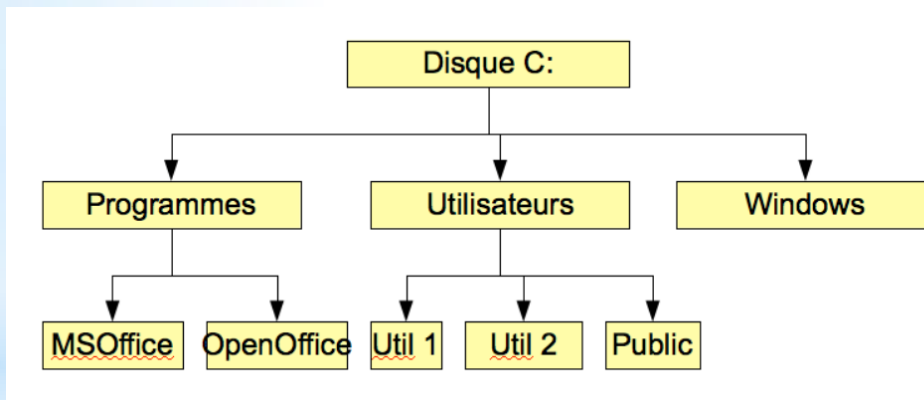 Disque C:
Programmes
Utilisateurs
Windows
MSOffice
OpenOffice
Util 1
Util 2
Public